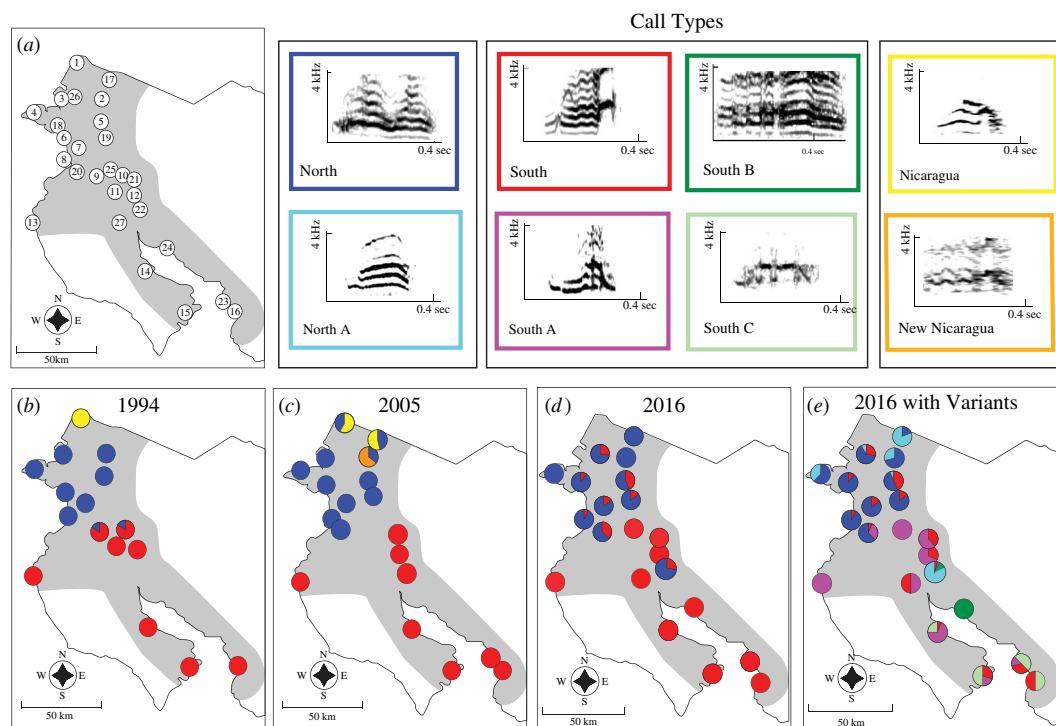 Call Types
(a)
1
17
3
26
2
4
18
5
6
19
7
8
20
9
25
10
21
11
12
22
13
27
24
14
23
15
16
N
W E
S
50km
4 kHz
0.4 sec
North
4 kHz
0.4 sec
South
4 kHz
0.4 sec
South B
4 kHz
0.4 sec
Nicaragua
4 kHz
0.4 sec
North A
4 kHz
0.4 sec
South A
4 kHz
0.4 sec
South C
4 kHz
0.4 sec
New Nicaragua
(b) 1994
N
W E
S
50 km
(c) 2005
N
W E
S
50 km
(d) 2016
N
W E
S
50 km
(e) 2016 with Variants
N
W E
S
50 km